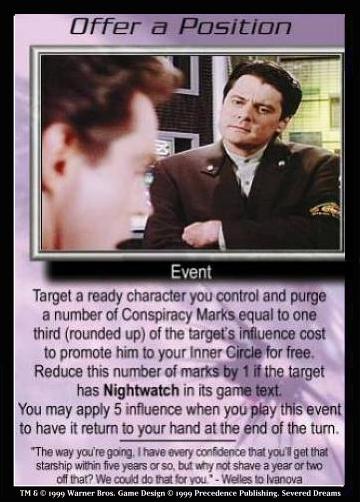 Offer a Position
Event
Target a ready character you control and purge
a number of Conspiracy Marks equal to one
third (rounded up) of the target's influence cost
to promote him to your Inner Circle for free.
Reduce this number of marks by 1 if the target
has Nightwatch in its game text.
You may apply 5 influence when you play this event
to have it return to your hand at the end of the turn.
"The way you're going, I have every confidence that you'll get that
starship within five years or so, but why not shave a year or two
off that? We could do that for you." - Welles to Ivanova
TM & © 1999 Warner Bros. Game Design © 1999 Precedence Publishing. Severed Dreams